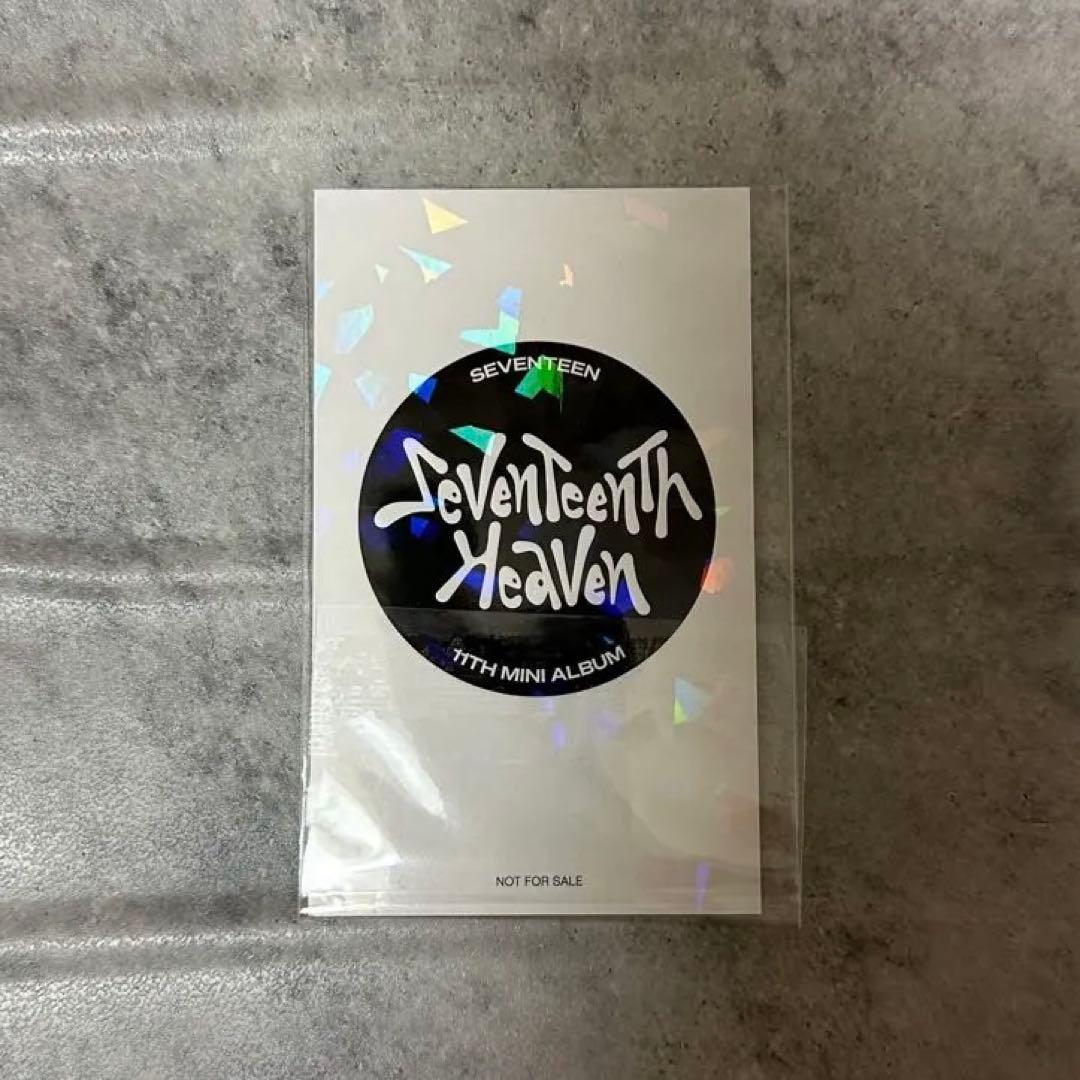 SEVENTEEN
SevenTeenTh
Heaven
11TH MINI ALBUM
NOT FOR SALE